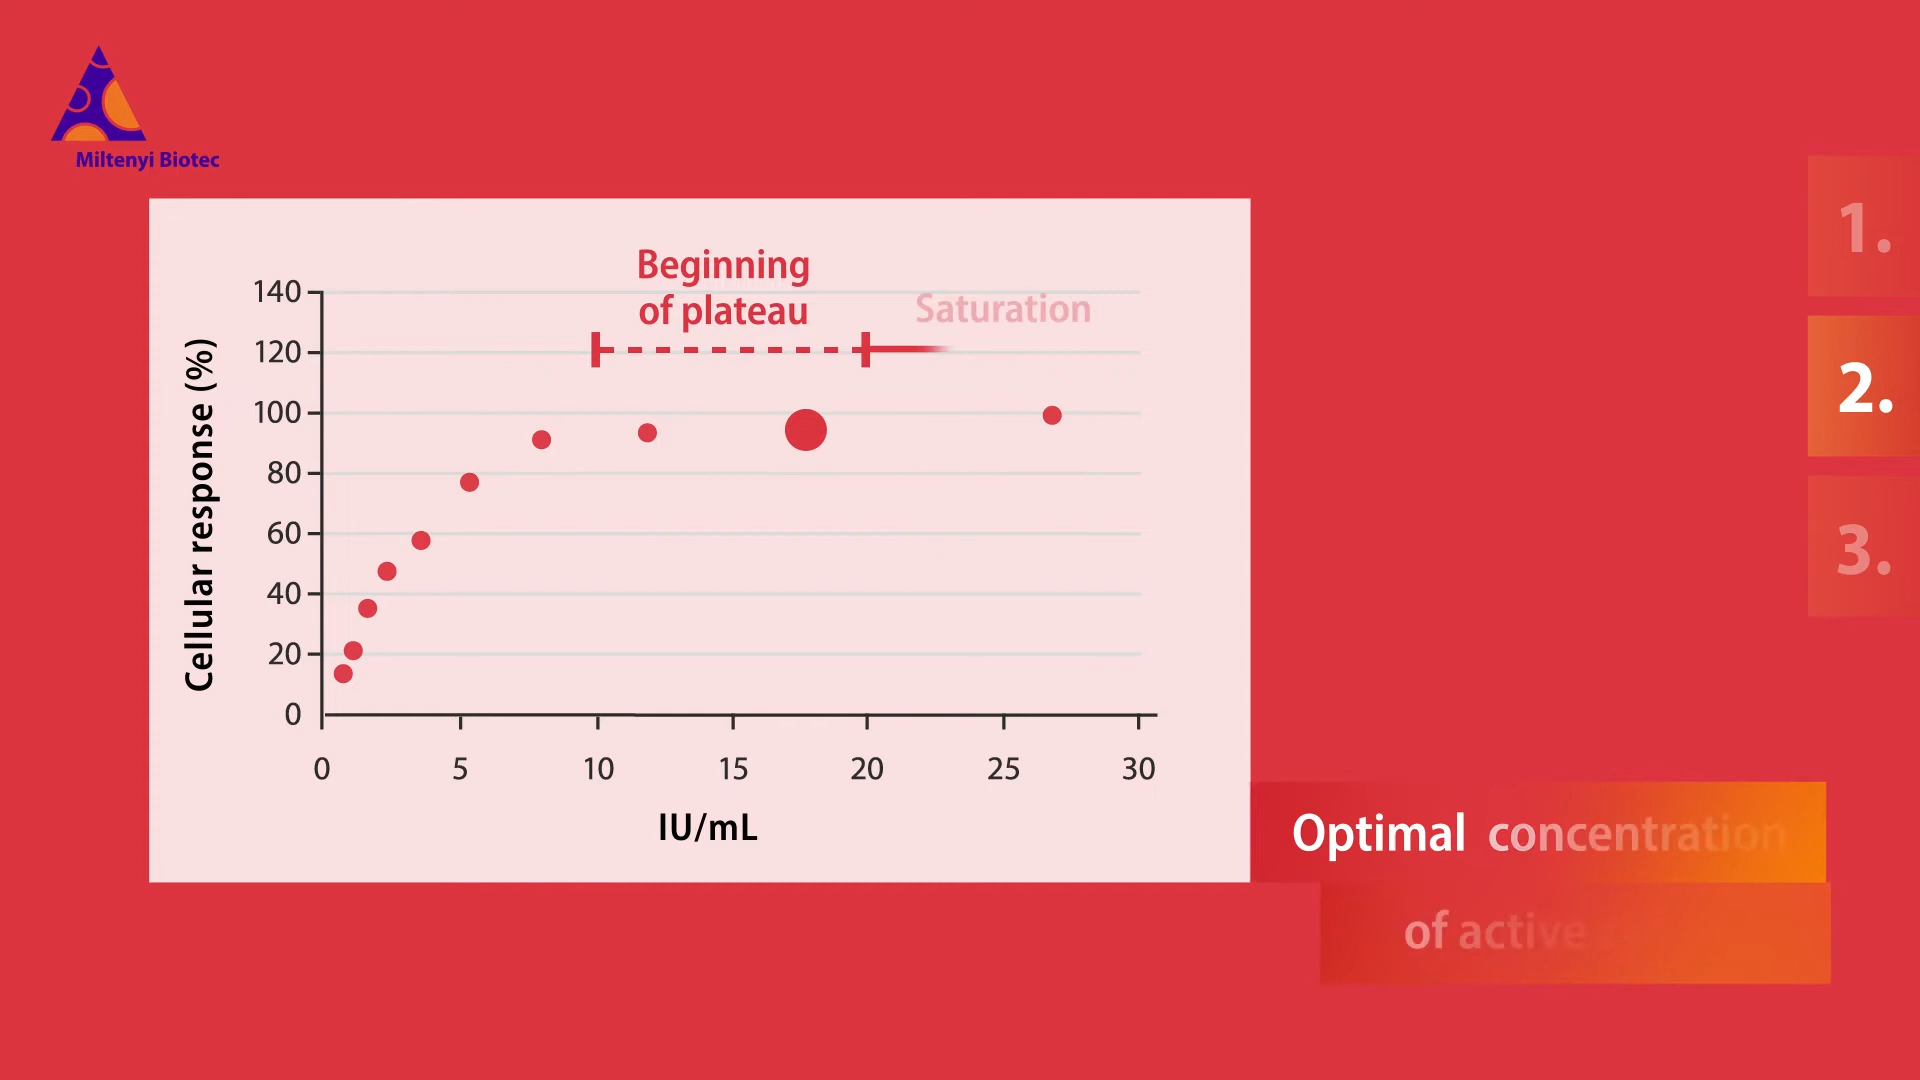 Miltenyi Biotec
1.
2.
3.
Beginning
of plateau
Saturation
Cellular response (%)
140
120
100
80
60
40
20
0
0 5 10 15 20 25 30
IU/mL
Optimal concentration
of active